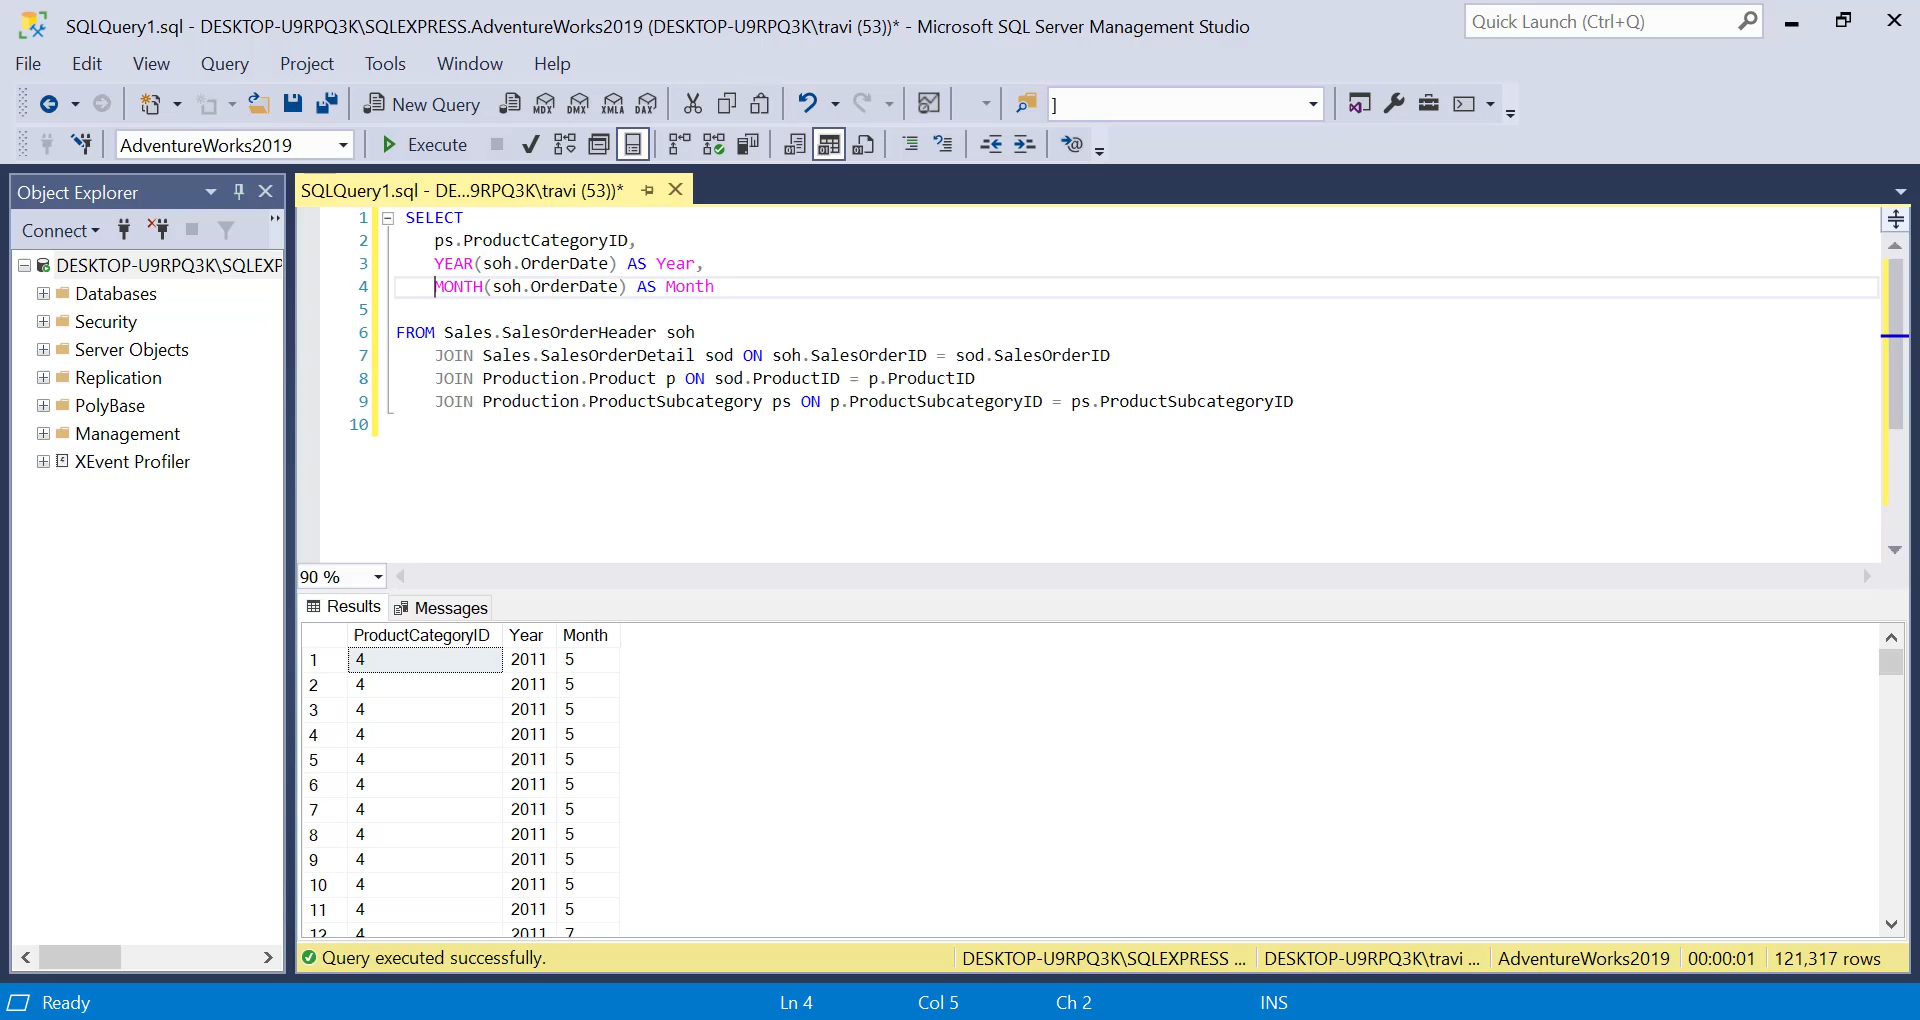 SQLQuery1.sql - DESKTOP-U9RPQ3K\SQLEXPRESS.AdventureWorks2019 (DESKTOP-U9RPQ3K\travi (53))* - Microsoft SQL Server Management Studio
Quick Launch (Ctrl+Q)
File Edit View Query Project Tools Window Help
New Query MDX DMX XMLA DAX ]
AdventureWorks2019 Execute
Object Explorer
SQLQuery1.sql - DE...9RPQ3K\travi (53))*
Connect
DESKTOP-U9RPQ3K\SQLEXP
Databases
Security
Server Objects
Replication
PolyBase
Management
XEvent Profiler
1 SELECT
2 ps.ProductCategoryID,
3 YEAR(soh.OrderDate) AS Year,
4 MONTH(soh.OrderDate) AS Month
5
6 FROM Sales.SalesOrderHeader soh
7 JOIN Sales.SalesOrderDetail sod ON soh.SalesOrderID = sod.SalesOrderID
8 JOIN Production.Product p ON sod.ProductID = p.ProductID
9 JOIN Production.ProductSubcategory ps ON p.ProductSubcategoryID = ps.ProductSubcategoryID
10
90 %
Results Messages
ProductCategoryID Year Month
1 4 2011 5
2 4 2011 5
3 4 2011 5
4 4 2011 5
5 4 2011 5
6 4 2011 5
7 4 2011 5
8 4 2011 5
9 4 2011 5
10 4 2011 5
11 4 2011 5
12 4 2011 7
Query executed successfully. DESKTOP-U9RPQ3K\SQLEXPRESS ... DESKTOP-U9RPQ3K\travi ... AdventureWorks2019 00:00:01 121,317 rows
Ready Ln 4 Col 5 Ch 2 INS